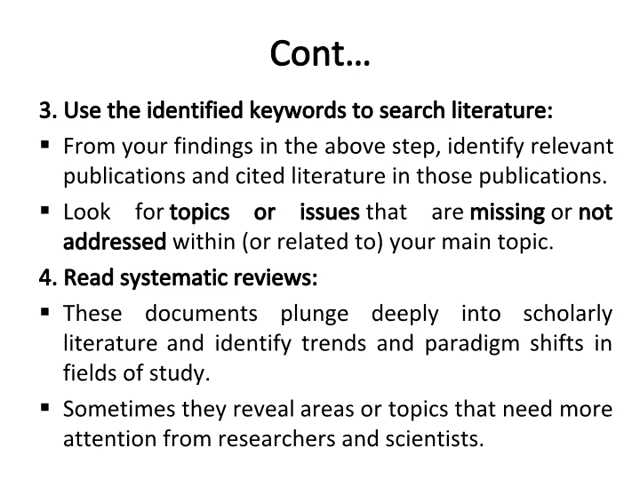 Cont…
3. Use the identified keywords to search literature:
▪ From your findings in the above step, identify relevant
publications and cited literature in those publications.
▪ Look for topics or issues that are missing or not
addressed within (or related to) your main topic.
4. Read systematic reviews:
▪ These documents plunge deeply into scholarly
literature and identify trends and paradigm shifts in
fields of study.
▪ Sometimes they reveal areas or topics that need more
attention from researchers and scientists.